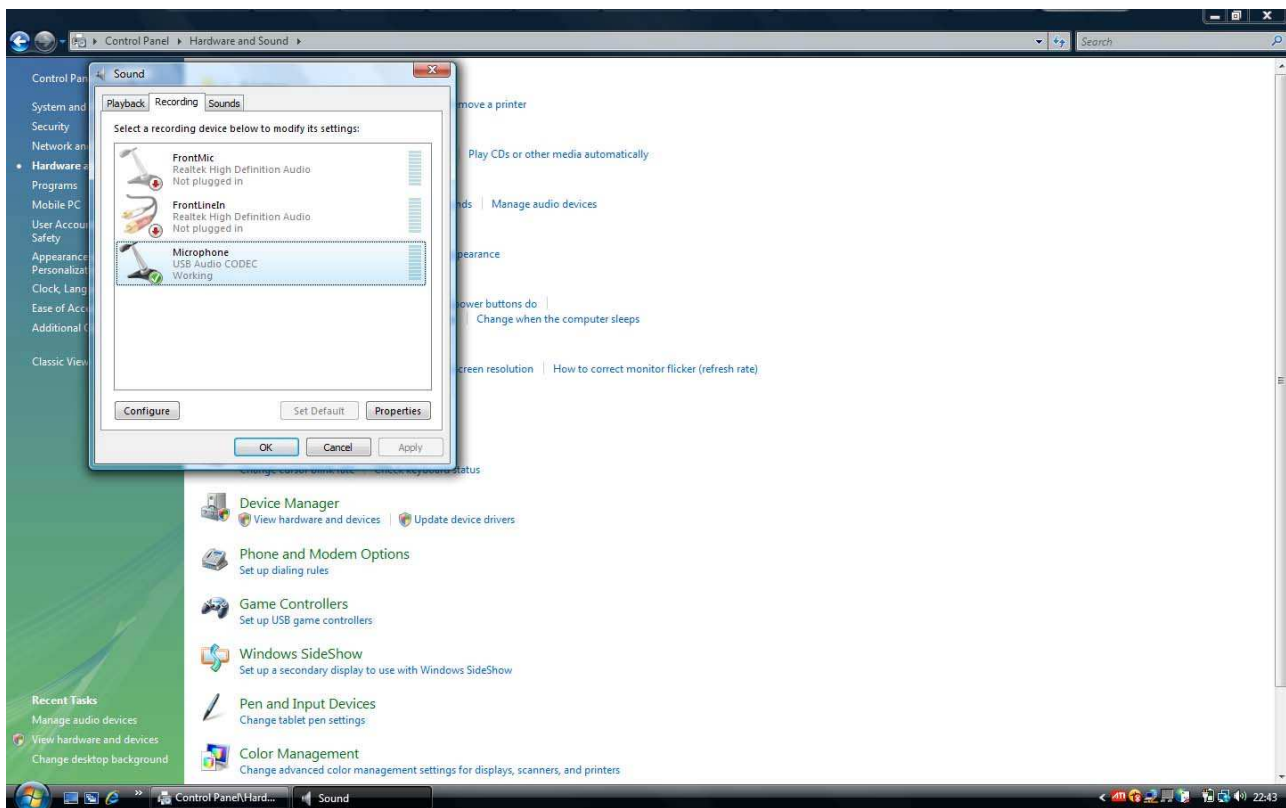 Control Panel ▸ Hardware and Sound ▸
Search
Control Pan
System and
Security
Network an
Hardware a
Programs
Mobile PC
User Accou
Safety
Appearance
Personalizat
Clock, Lang
Ease of Acc
Additional
Classic View
Recent Tasks
Manage audio devices
View hardware and devices
Change desktop background
Sound
Playback Recording Sounds
Select a recording device below to modify its settings:
FrontMic
Realtek High Definition Audio
Not plugged in
FrontLineIn
Realtek High Definition Audio
Not plugged in
Microphone
USB Audio CODEC
Working
Configure Set Default Properties
OK Cancel Apply
move a printer
Play CDs or other media automatically
nds Manage audio devices
pearance
ower buttons do
Change when the computer sleeps
creen resolution How to correct monitor flicker (refresh rate)
Change cursor blink rate Check keyboard status
Device Manager
View hardware and devices Update device drivers
Phone and Modem Options
Set up dialing rules
Game Controllers
Set up USB game controllers
Windows SideShow
Set up a secondary display to use with Windows SideShow
Pen and Input Devices
Change tablet pen settings
Color Management
Change advanced color management settings for displays, scanners, and printers
Control Panel\Hard... Sound
ATI
22:43